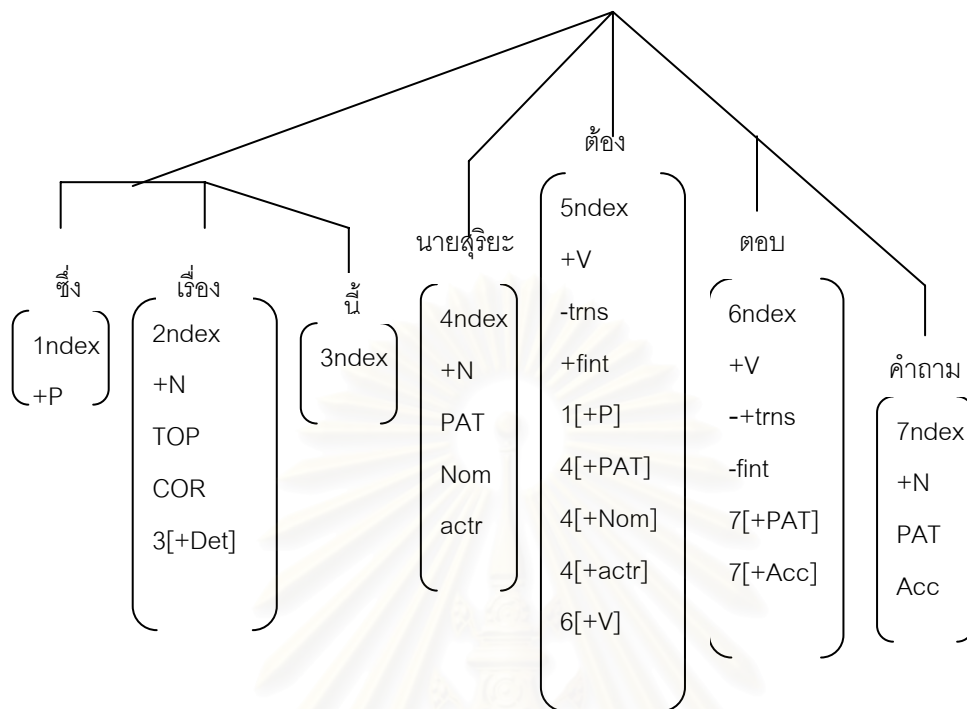 ซึ่ง
1ndex
+P
เรื่อง
2ndex
+N
TOP
COR
3[+Det]
นี้
3ndex
นายสุริยะ
4ndex
+N
PAT
Nom
actr
ต้อง
5ndex
+V
-trns
+fint
1[+P]
4[+PAT]
4[+Nom]
4[+actr]
6[+V]
ตอบ
6ndex
+V
-+trns
-fint
7[+PAT]
7[+Acc]
คำถาม
7ndex
+N
PAT
Acc